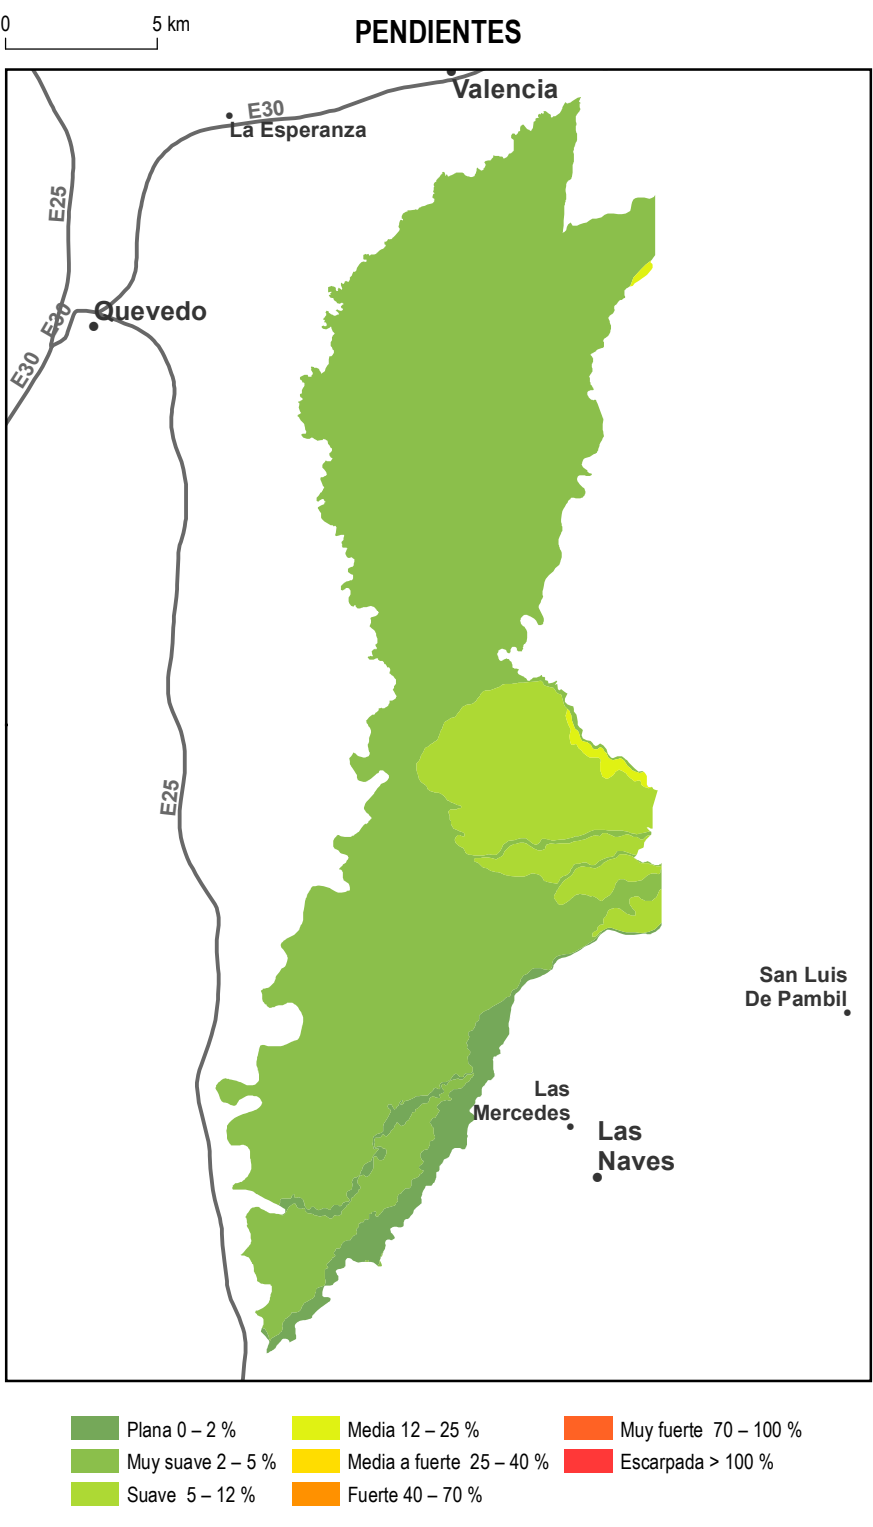 0
5 km
PENDIENTES
Valencia
E30
La Esperanza
E25
Quevedo
E30
E30
E25
San Luis
De Pambil
Las
Mercedes
Las
Naves
Plana 0 – 2 %
Muy suave 2 – 5 %
Suave 5 – 12 %
Media 12 – 25 %
Media a fuerte 25 – 40 %
Fuerte 40 – 70 %
Muy fuerte 70 – 100 %
Escarpada > 100 %